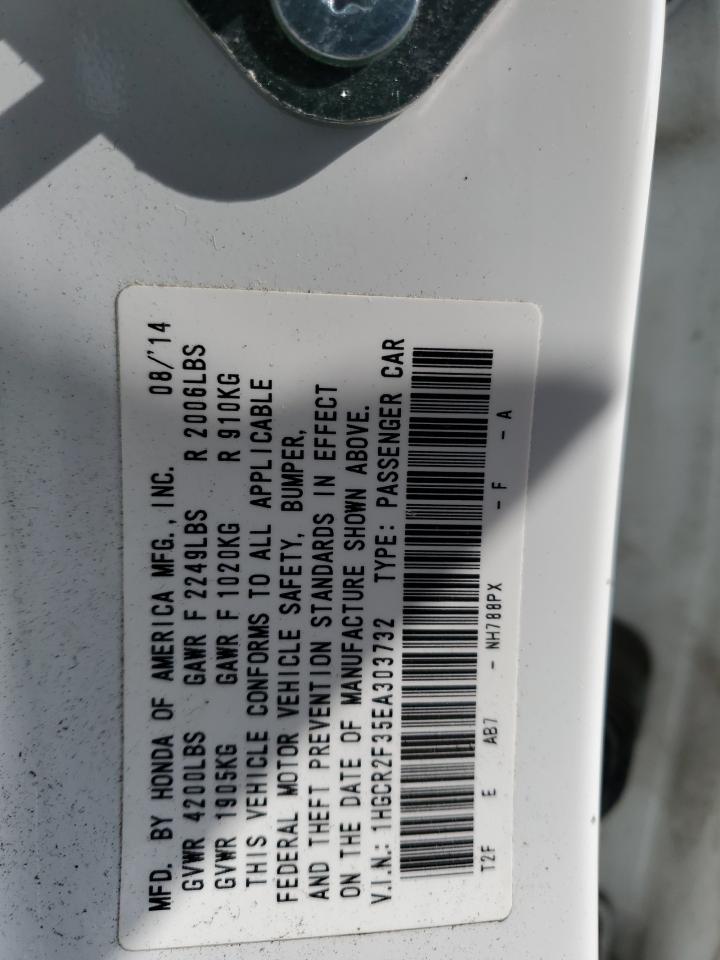 MFD. BY HONDA OF AMERICA MFG., INC. 08/'14
GVWR 4200LBS GAWR F 2249LBS R 2006LBS
GVWR 1905KG GAWR F 1020KG R 910KG
THIS VEHICLE CONFORMS TO ALL APPLICABLE
FEDERAL MOTOR VEHICLE SAFETY, BUMPER,
AND THEFT PREVENTION STANDARDS IN EFFECT
ON THE DATE OF MANUFACTURE SHOWN ABOVE.
V.I.N.: 1HGCR2F35EA303732 TYPE: PASSENGER CAR
T2F E AB7 - NH788PX - F - A